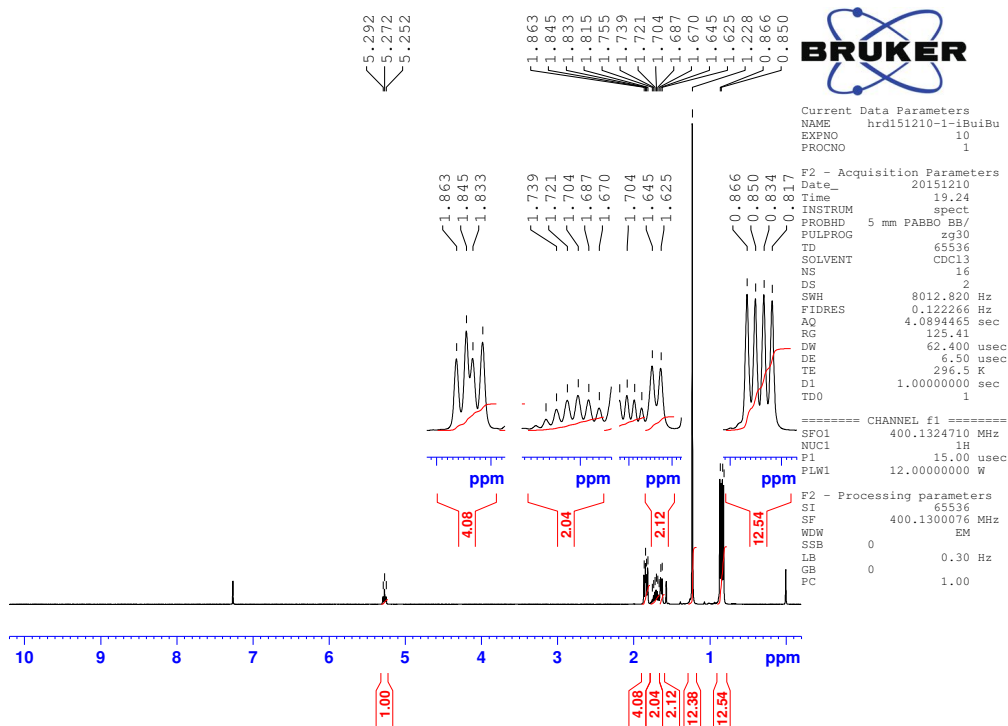 5.292
5.272
5.252
1.863
1.845
1.833
1.815
1.755
1.739
1.721
1.704
1.687
1.670
1.645
1.625
1.228
0.866
0.850
BRUKER
Current Data Parameters
NAME hrd151210-1-iBuiBu
EXPNO 10
PROCNO 1
F2 - Acquisition Parameters
Date_ 20151210
Time 19.24
INSTRUM spect
PROBHD 5 mm PABBO BB/
PULPROG zg30
TD 65536
SOLVENT CDCl3
NS 16
DS 2
SWH 8012.820 Hz
FIDRES 0.122266 Hz
AQ 4.0894465 sec
RG 125.41
DW 62.400 usec
DE 6.50 usec
TE 296.5 K
D1 1.00000000 sec
TD0 1
======== CHANNEL f1 ========
SFO1 400.1324710 MHz
NUC1 1H
P1 15.00 usec
PLW1 12.00000000 W
F2 - Processing parameters
SI 65536
SF 400.1300076 MHz
WDW EM
SSB 0
LB 0.30 Hz
GB 0
PC 1.00
1.863
1.845
1.833
1.739
1.721
1.704
1.687
1.670
1.704
1.645
1.625
0.866
0.850
0.834
0.817
ppm ppm ppm ppm
4.08 2.04 2.12 12.54
10 9 8 7 6 5 4 3 2 1 ppm
1.00 4.08 2.04 2.12 12.38 12.54